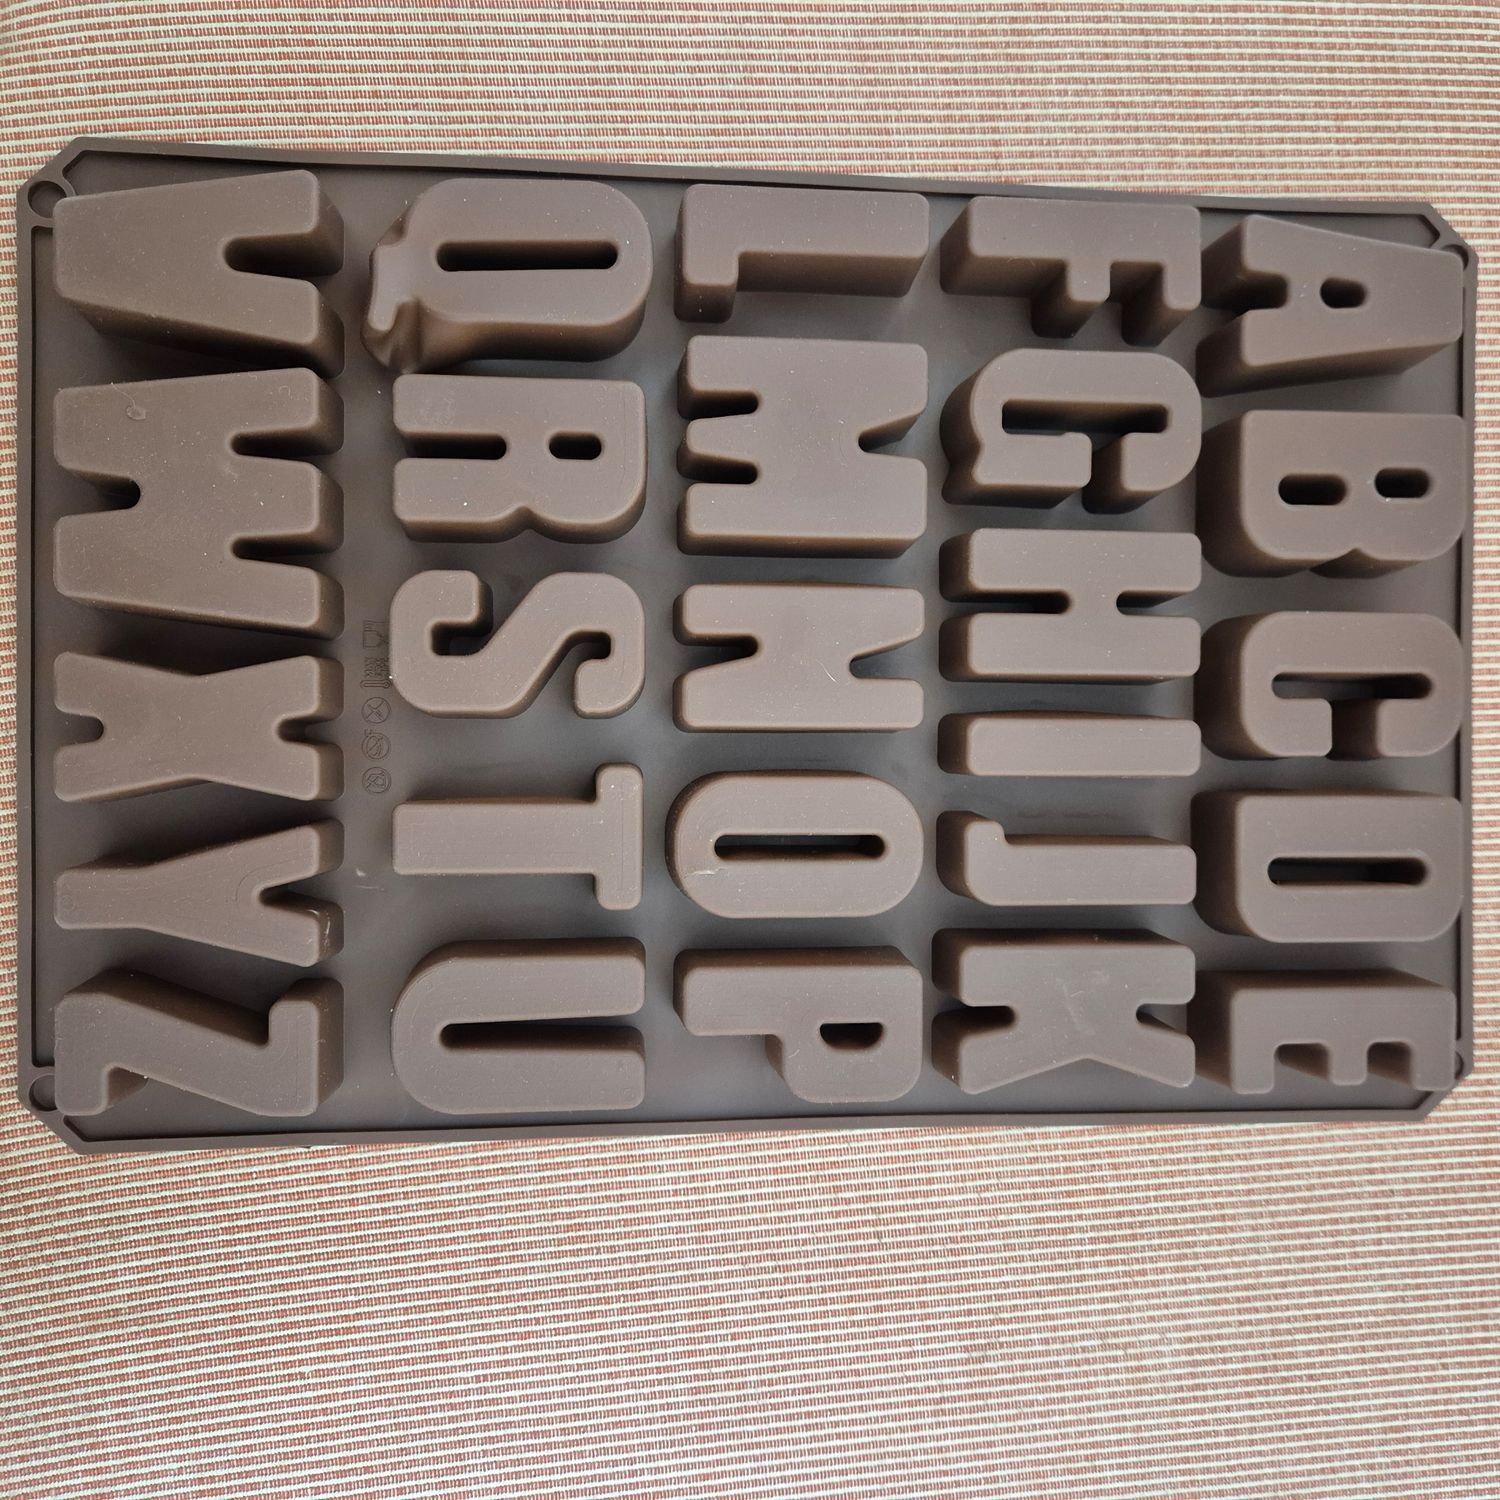 ABCDE
FGHIJK
LMNOP
QRSTU
VWXYZ